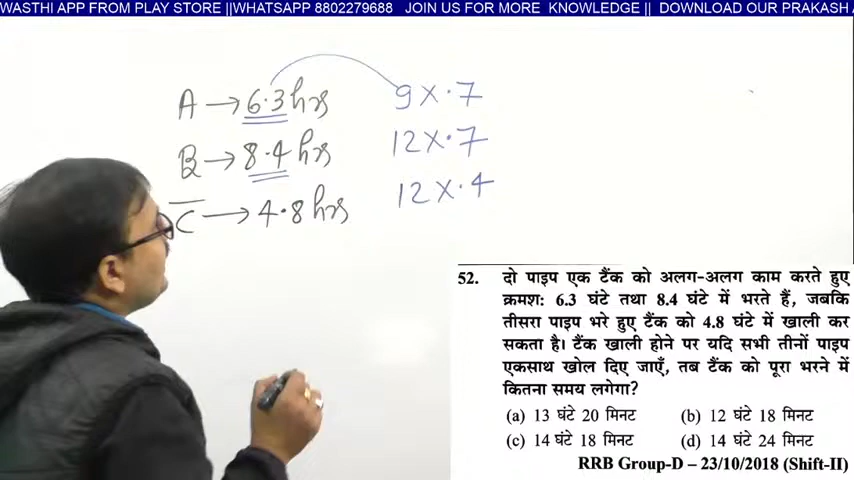 WASTHI APP FROM PLAY STORE ||WHATSAPP 8802279688 JOIN US FOR MORE KNOWLEDGE || DOWNLOAD OUR PRAKASH A
A → 6.3 hrs 9 X .7
B → 8.4 hrs 12 X .7
C → 4.8 hrs 12 X .4
52. दो पाइप एक टैंक को अलग-अलग काम करते हुए
क्रमश: 6.3 घंटे तथा 8.4 घंटे में भरते हैं, जबकि
तीसरा पाइप भरे हुए टैंक को 4.8 घंटे में खाली कर
सकता है। टैंक खाली होने पर यदि सभी तीनों पाइप
एकसाथ खोल दिए जाएँ, तब टैंक को पूरा भरने में
कितना समय लगेगा?
(a) 13 घंटे 20 मिनट (b) 12 घंटे 18 मिनट
(c) 14 घंटे 18 मिनट (d) 14 घंटे 24 मिनट
RRB Group-D – 23/10/2018 (Shift-II)